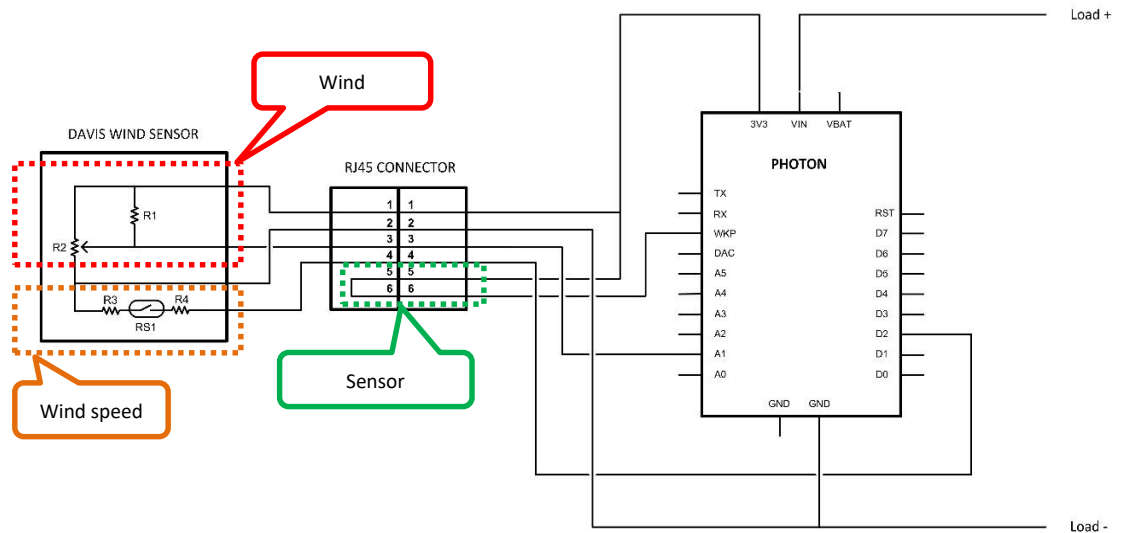 Load +
Wind
3V3 VIN VBAT
DAVIS WIND SENSOR
PHOTON
RJ45 CONNECTOR
TX
RX
WKP
DAC
A5
A4
A3
A2
A1
A0
RST
D7
D6
D5
D4
D3
D2
D1
D0
GND GND
R1
R2
R3
RS1
R4
1 1
2 2
3 3
4 4
5 5
6 6
Sensor
Wind speed
Load -